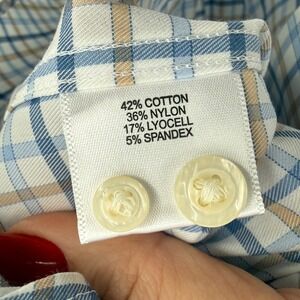 42% COTTON
36% NYLON
17% LYOCELL
5% SPANDEX